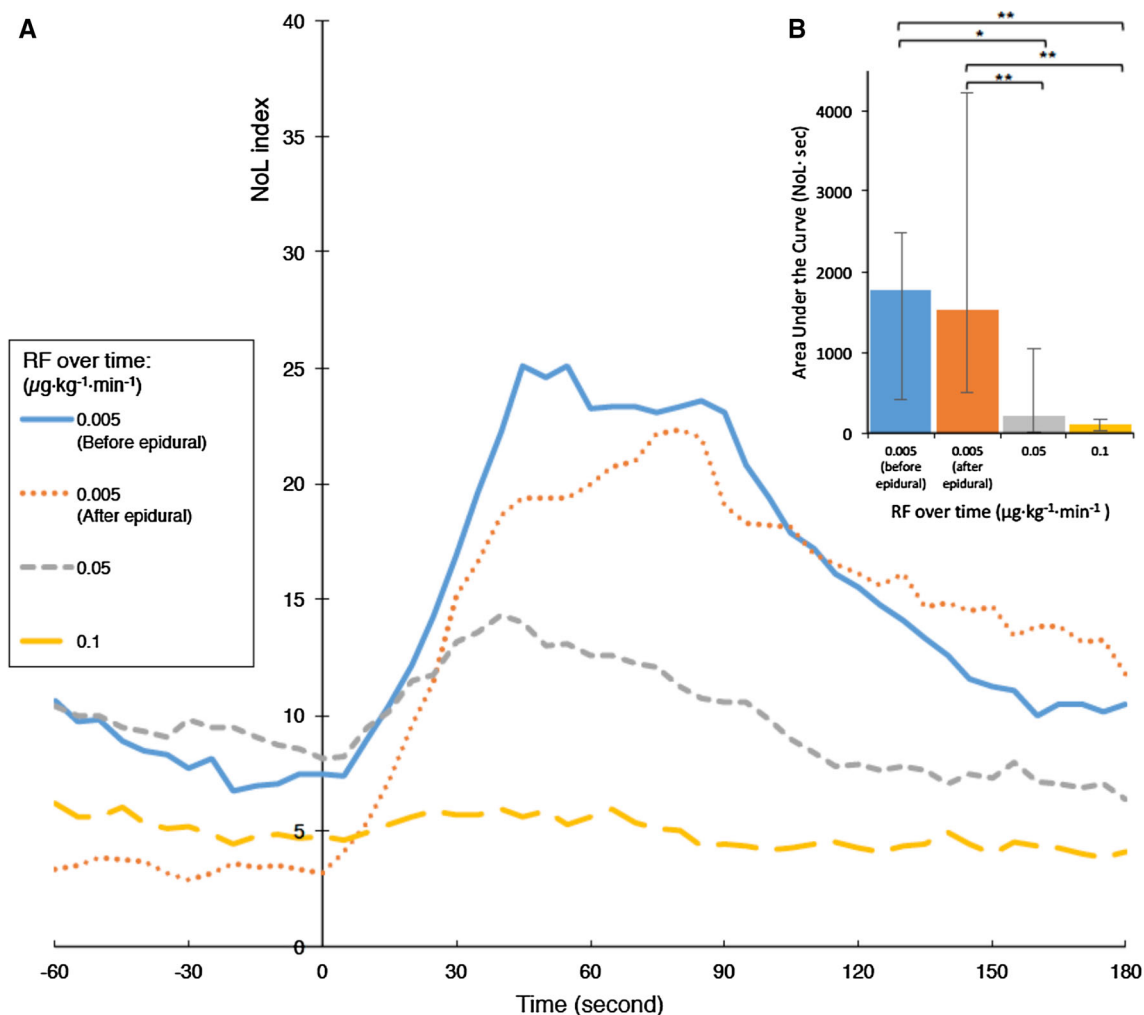 A
NoL index
40
35
30
25
20
15
10
5
0
-60
-30
0
30
60
90
120
150
180
Time (second)
RF over time:
(µg·kg⁻¹·min⁻¹)
0.005
(Before epidural)
0.005
(After epidural)
0.05
0.1
B
**
*
**
**
Area Under the Curve (NoL· sec)
4000
3000
2000
1000
0
0.005
(before
epidural)
0.005
(after
epidural)
0.05
0.1
RF over time (µg·kg⁻¹·min⁻¹ )